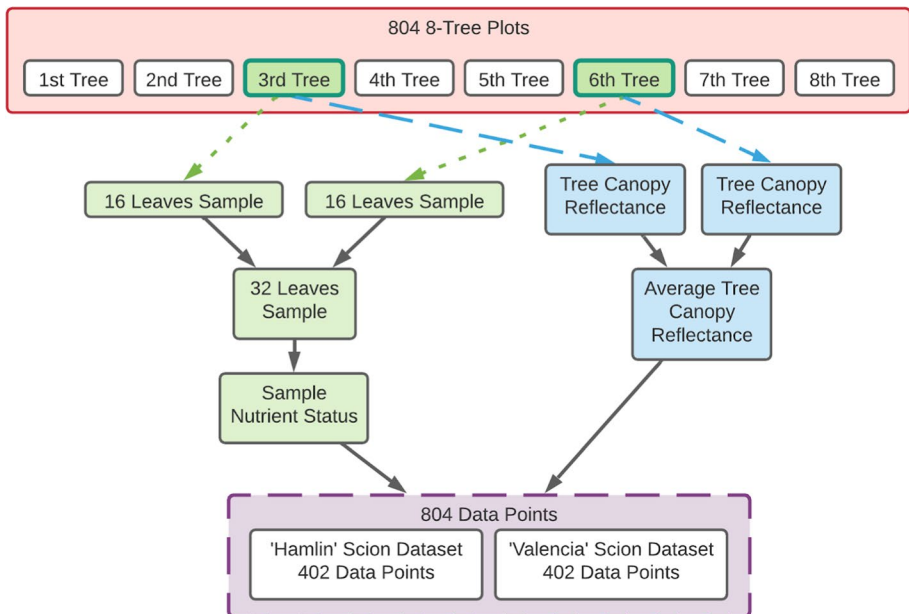 804 8-Tree Plots
1st Tree
2nd Tree
3rd Tree
4th Tree
5th Tree
6th Tree
7th Tree
8th Tree
16 Leaves Sample
16 Leaves Sample
Tree Canopy
Reflectance
Tree Canopy
Reflectance
32 Leaves
Sample
Average Tree
Canopy
Reflectance
Sample
Nutrient Status
804 Data Points
'Hamlin' Scion Dataset
402 Data Points
'Valencia' Scion Dataset
402 Data Points